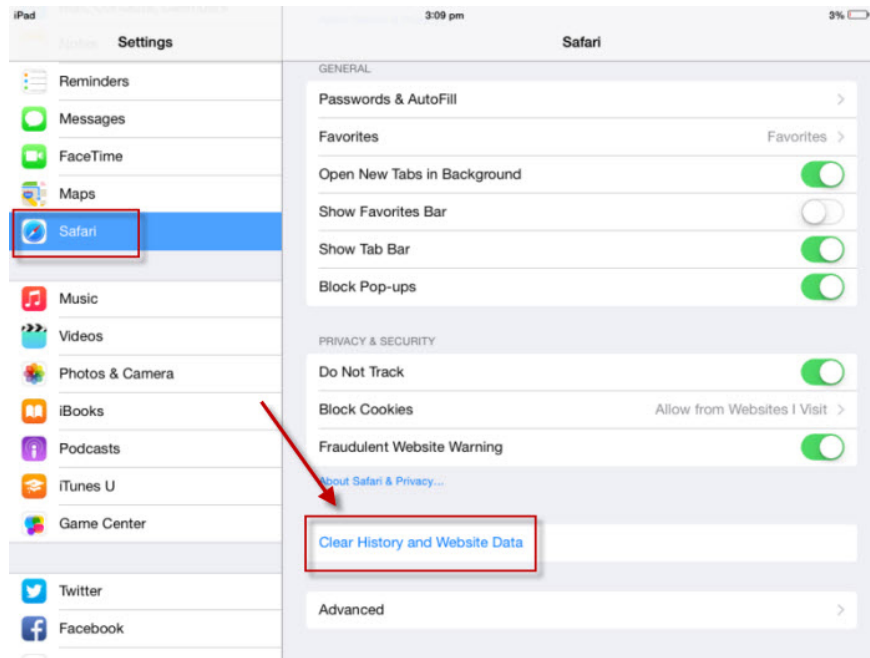 iPad 3:09 pm 3%
Settings
Safari
Notes
Reminders
Messages
FaceTime
Maps
Safari
Music
Videos
Photos & Camera
iBooks
Podcasts
iTunes U
Game Center
Twitter
Facebook
GENERAL
Passwords & AutoFill
Favorites Favorites
Open New Tabs in Background
Show Favorites Bar
Show Tab Bar
Block Pop-ups
PRIVACY & SECURITY
Do Not Track
Block Cookies Allow from Websites I Visit
Fraudulent Website Warning
About Safari & Privacy...
Clear History and Website Data
Advanced